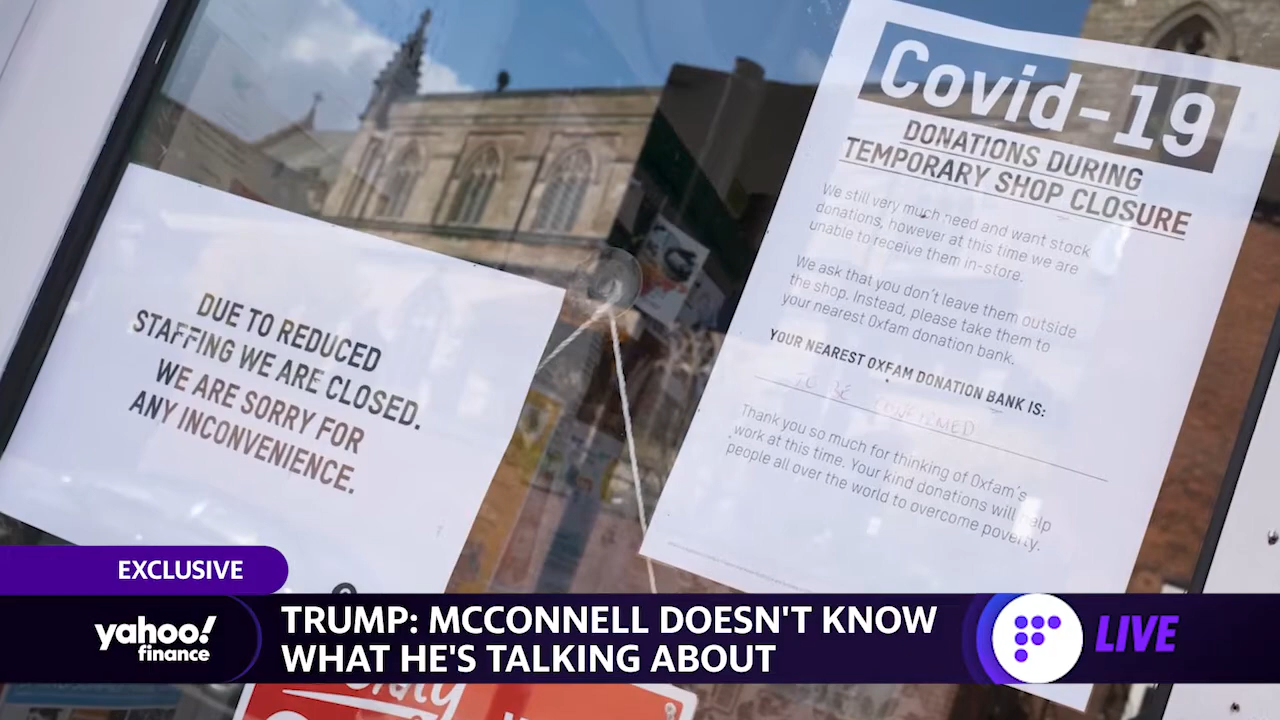 Covid-19
DONATIONS DURING
TEMPORARY SHOP CLOSURE
We still very much need and want stock
donations, however at this time we are
unable to receive them in-store.
We ask that you don't leave them outside
the shop. Instead, please take them to
your nearest Oxfam donation bank.
YOUR NEAREST OXFAM DONATION BANK IS:
TO BE CONFIRMED
Thank you so much for thinking of Oxfam's
work at this time. Your kind donations will help
people all over the world to overcome poverty.
DUE TO REDUCED
STAFFING WE ARE CLOSED.
WE ARE SORRY FOR
ANY INCONVENIENCE.
EXCLUSIVE
yahoo!
finance
TRUMP: MCCONNELL DOESN'T KNOW
WHAT HE'S TALKING ABOUT
LIVE